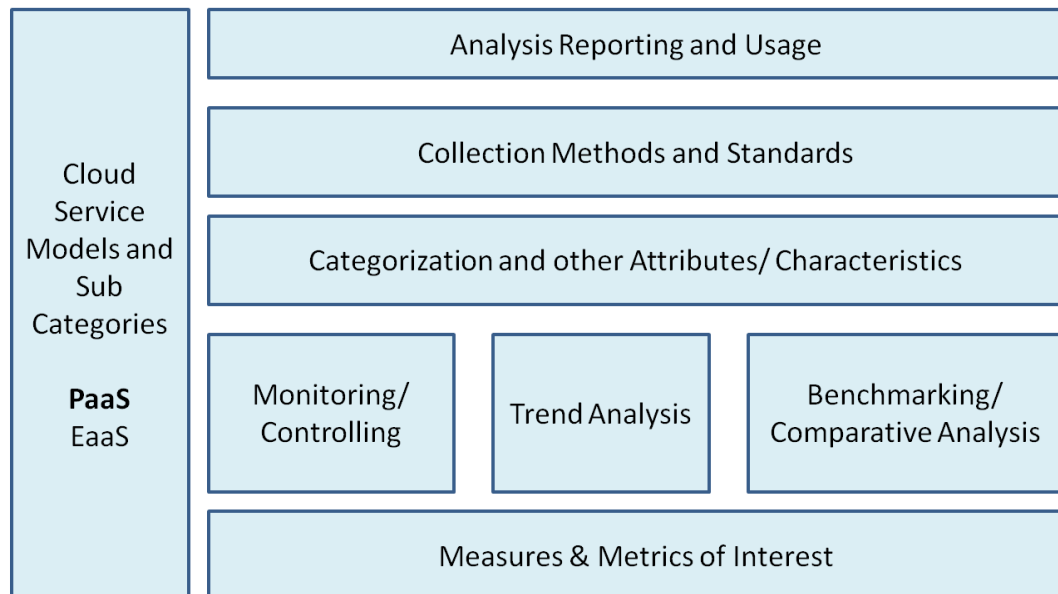 Cloud
Service
Models and
Sub
Categories
PaaS
EaaS
Analysis Reporting and Usage
Collection Methods and Standards
Categorization and other Attributes/ Characteristics
Monitoring/
Controlling
Trend Analysis
Benchmarking/
Comparative Analysis
Measures & Metrics of Interest